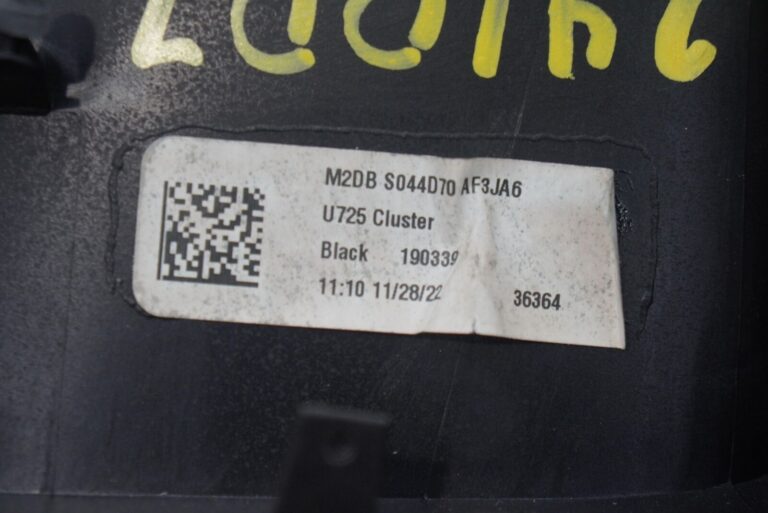 M2DB S044D70 AF3JA6
U725 Cluster
Black 190339
11:10 11/28/22 36364